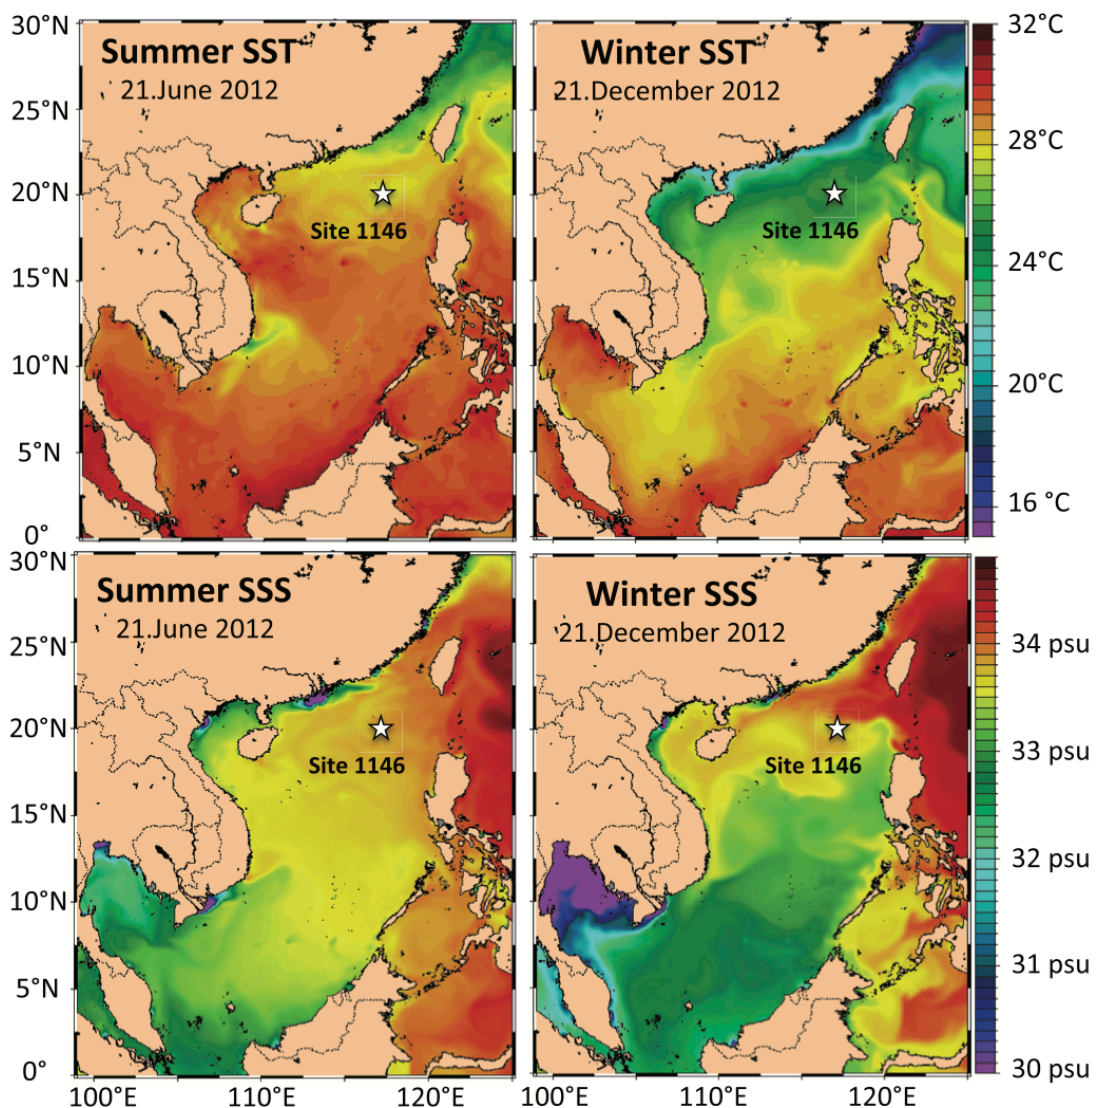 30°N
25°N
20°N
15°N
10°N
5°N
0°
Summer SST
21.June 2012
Site 1146
Winter SST
21.December 2012
Site 1146
32°C
28°C
24°C
20°C
16 °C
30°N
25°N
20°N
15°N
10°N
5°N
0°
Summer SSS
21.June 2012
Site 1146
Winter SSS
21.December 2012
Site 1146
34 psu
33 psu
32 psu
31 psu
30 psu
100°E
110°E
120°E
100°E
110°E
120°E